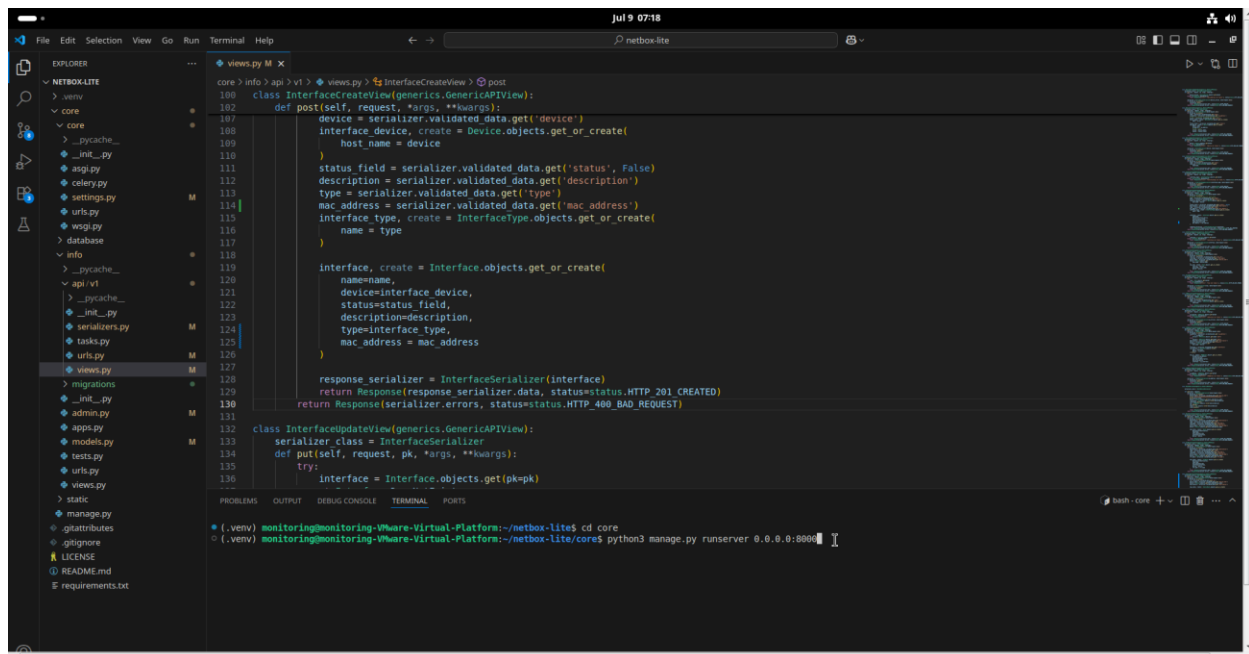 Jul 9 07:18
File Edit Selection View Go Run Terminal Help
netbox-lite
EXPLORER
NETBOX-LITE
.venv
core
core
__pycache__
__init__.py
asgi.py
celery.py
settings.py M
urls.py
wsgi.py
database
info
__pycache__
api/v1
__pycache__
__init__.py
serializers.py M
tasks.py
urls.py M
views.py M
migrations
__init__.py
admin.py M
apps.py
models.py M
tests.py
urls.py
views.py
static
manage.py
.gitattributes
.gitignore
LICENSE
README.md
requirements.txt
views.py M
core > info > api > v1 > views.py > InterfaceCreateView > post
100 class InterfaceCreateView(generics.GenericAPIView):
102 def post(self, request, *args, **kwargs):
107 device = serializer.validated_data.get('device')
108 interface_device, create = Device.objects.get_or_create(
109 host_name = device
110 )
111 status_field = serializer.validated_data.get('status', False)
112 description = serializer.validated_data.get('description')
113 type = serializer.validated_data.get('type')
114 mac_address = serializer.validated_data.get('mac_address')
115 interface_type, create = InterfaceType.objects.get_or_create(
116 name = type
117 )
118
119 interface, create = Interface.objects.get_or_create(
120 name=name,
121 device=interface_device,
122 status=status_field,
123 description=description,
124 type=interface_type,
125 mac_address = mac_address
126 )
127
128 response_serializer = InterfaceSerializer(interface)
129 return Response(response_serializer.data, status=status.HTTP_201_CREATED)
130 return Response(serializer.errors, status=status.HTTP_400_BAD_REQUEST)
131
132 class InterfaceUpdateView(generics.GenericAPIView):
133 serializer_class = InterfaceSerializer
134 def put(self, request, pk, *args, **kwargs):
135 try:
136 interface = Interface.objects.get(pk=pk)
PROBLEMS OUTPUT DEBUG CONSOLE TERMINAL PORTS
bash - core
(.venv) monitoring@monitoring-VMware-Virtual-Platform:~/netbox-lite$ cd core
(.venv) monitoring@monitoring-VMware-Virtual-Platform:~/netbox-lite/core$ python3 manage.py runserver 0.0.0.0:8000